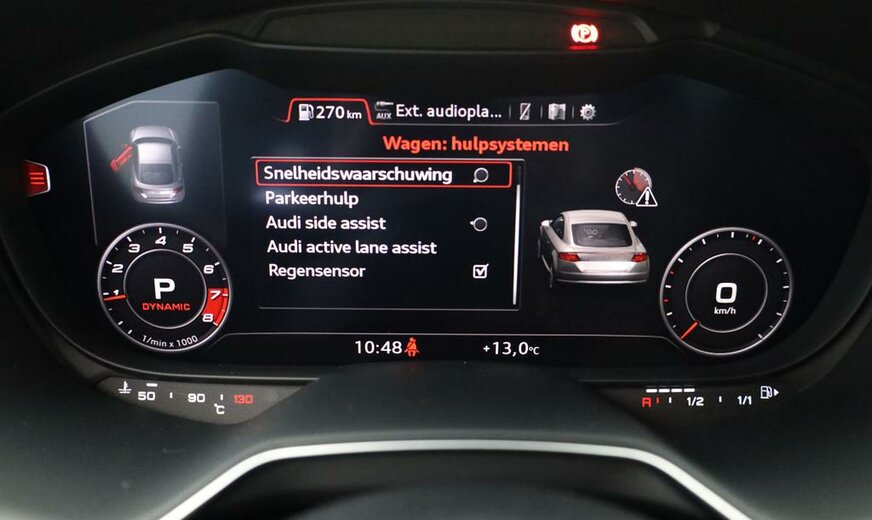 P
270 km
AUX
Ext. audiopla...
Wagen: hulpsystemen
Snelheidswaarschuwing
Parkeerhulp
Audi side assist
Audi active lane assist
Regensensor
1 2 3 4 5 6 7 8
P
DYNAMIC
1/min x 1000
0
km/h
10:48
+13,0°C
50 90 130
°C
R 1/2 1/1